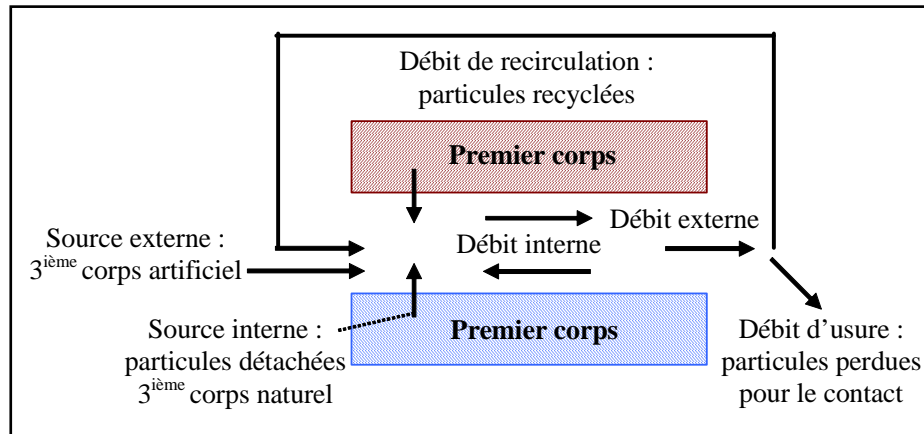 Débit de recirculation :
particules recyclées
Premier corps
Débit externe
Source externe :
3ième corps artificiel
Débit interne
Premier corps
Source interne :
particules détachées
3ième corps naturel
Débit d'usure :
particules perdues
pour le contact